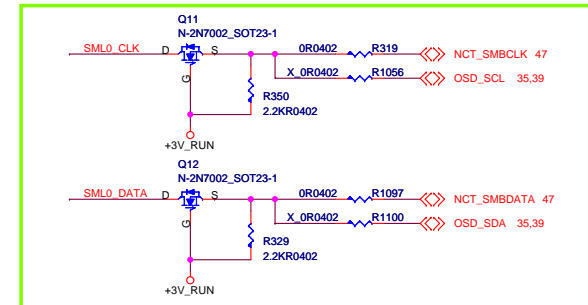 Q11
N-2N7002_SOT23-1
SML0_CLK D S 0R0402 R319 NCT_SMBCLK 47
X_0R0402 R1056 OSD_SCL 35,39
G
R350
2.2KR0402
+3V_RUN
Q12
N-2N7002_SOT23-1
SML0_DATA D S 0R0402 R1097 NCT_SMBDATA 47
X_0R0402 R1100 OSD_SDA 35,39
G
R329
2.2KR0402
+3V_RUN